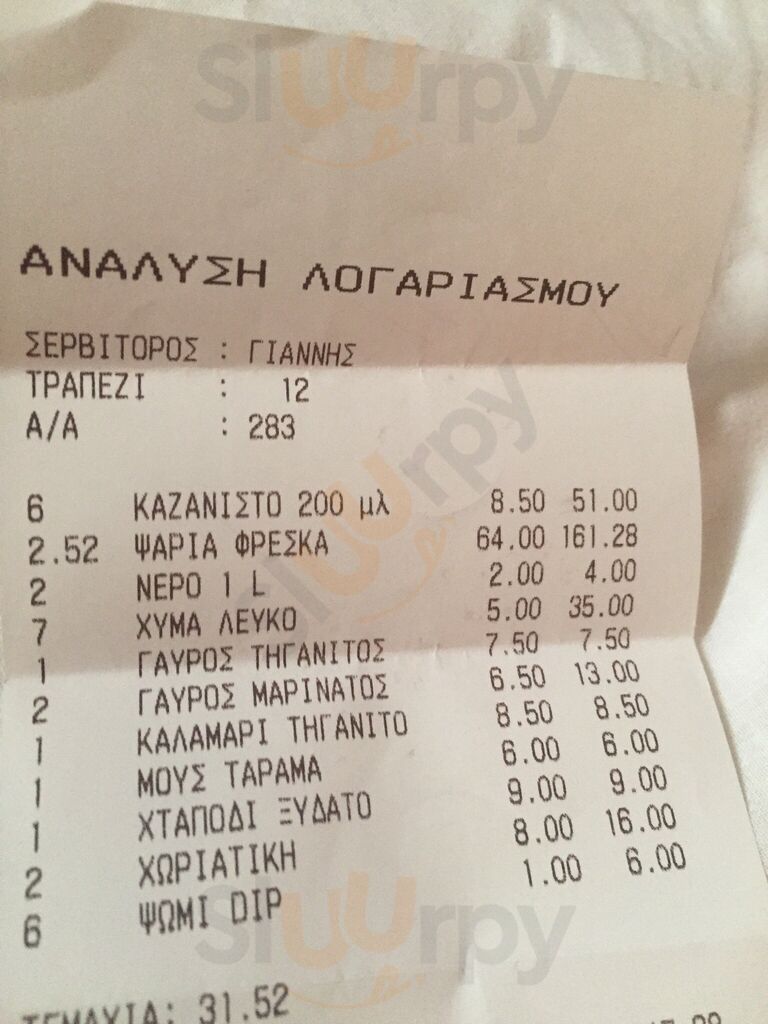 Sluurpy
ΑΝΑΛΥΣΗ ΛΟΓΑΡΙΑΣΜΟΥ
ΣΕΡΒΙΤΟΡΟΣ : ΓΙΑΝΝΗΣ
ΤΡΑΠΕΖΙ : 12
Α/Α : 283
Sluurpy
6 ΚΑΖΑΝΙΣΤΟ 200 μλ 8.50 51.00
2.52 ΨΑΡΙΑ ΦΡΕΣΚΑ 64.00 161.28
2 ΝΕΡΟ 1 L 2.00 4.00
7 ΧΥΜΑ ΛΕΥΚΟ 5.00 35.00
1 ΓΑΥΡΟΣ ΤΗΓΑΝΙΤΟΣ 7.50 7.50
2 ΓΑΥΡΟΣ ΜΑΡΙΝΑΤΟΣ 6.50 13.00
1 ΚΑΛΑΜΑΡΙ ΤΗΓΑΝΙΤΟ 8.50 8.50
1 ΜΟΥΣ ΤΑΡΑΜΑ 6.00 6.00
1 ΧΤΑΠΟΔΙ ΞΥΔΑΤΟ 9.00 9.00
2 ΧΩΡΙΑΤΙΚΗ 8.00 16.00
6 ΨΩΜΙ DIP 1.00 6.00
Sluurpy
ΤΕΜΑΧΙΑ: 31.52